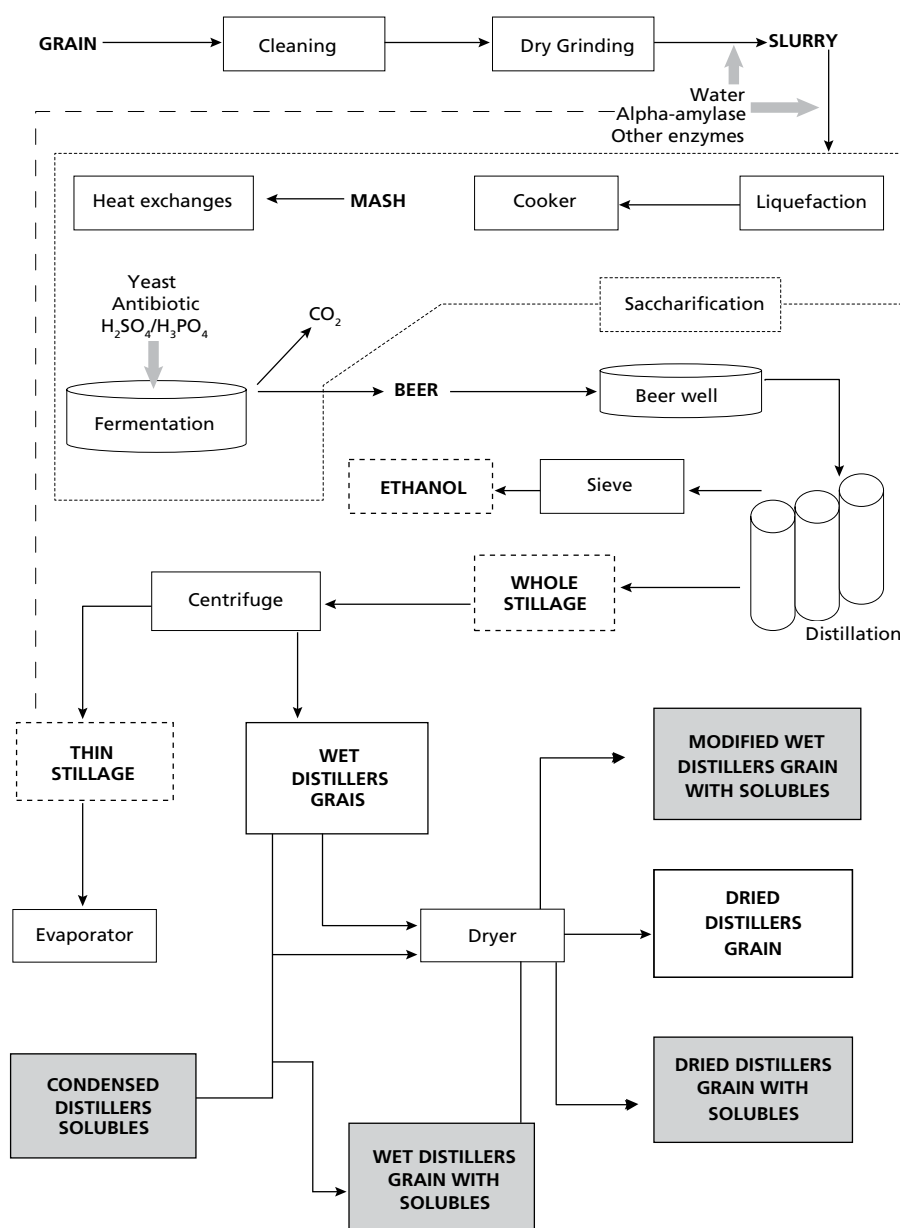 GRAIN
Cleaning
Dry Grinding
SLURRY
Water
Alpha-amylase
Other enzymes
Heat exchanges
MASH
Cooker
Liquefaction
Yeast
Antibiotic
H₂SO₄/H₃PO₄
CO₂
Saccharification
Fermentation
BEER
Beer well
ETHANOL
Sieve
Centrifuge
WHOLE
STILLAGE
Distillation
THIN
STILLAGE
WET
DISTILLERS
GRAIS
MODIFIED WET
DISTILLERS GRAIN
WITH SOLUBLES
Evaporator
Dryer
DRIED
DISTILLERS
GRAIN
CONDENSED
DISTILLERS
SOLUBLES
WET DISTILLERS
GRAIN WITH
SOLUBLES
DRIED DISTILLERS
GRAIN WITH
SOLUBLES